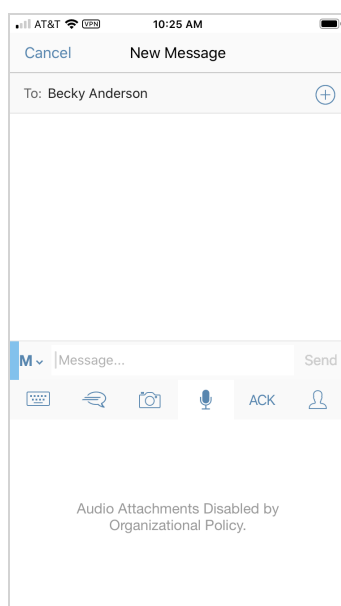 AT&T VPN 10:25 AM
Cancel New Message
To: Becky Anderson
M Message... Send
ACK
Audio Attachments Disabled by
Organizational Policy.